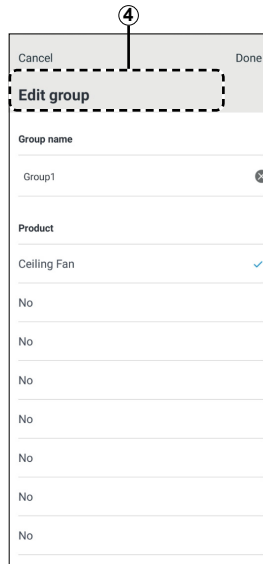 4
Cancel Done
Edit group
Group name
Group1
Product
Ceiling Fan
No
No
No
No
No
No
No